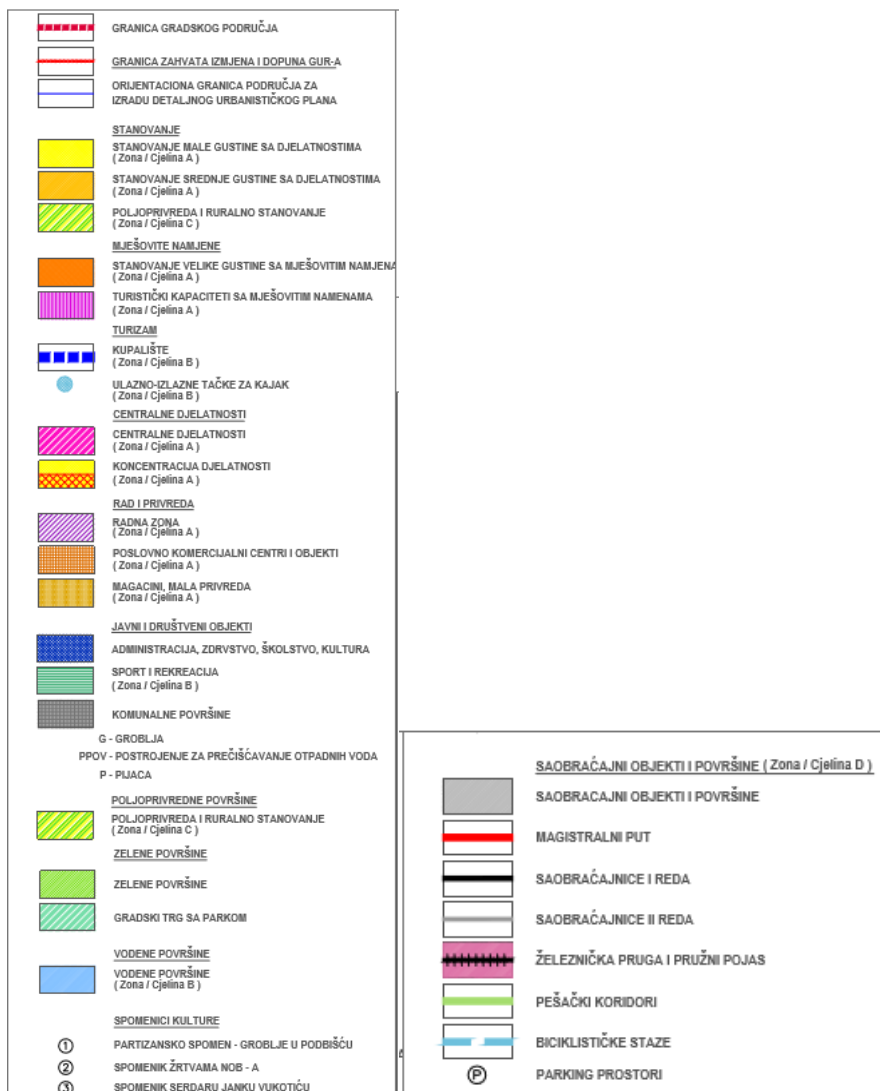 GRANICA GRADSKOG PODRUČJA
GRANICA ZAHVATA IZMJENA I DOPUNA GUR-A
ORIJENTACIONA GRANICA PODRUČJA ZA
IZRADU DETALJNOG URBANISTIČKOG PLANA
STANOVANJE
STANOVANJE MALE GUSTINE SA DJELATNOSTIMA
( Zona / Cjelina A )
STANOVANJE SREDNJE GUSTINE SA DJELATNOSTIMA
( Zona / Cjelina A )
POLJOPRIVREDA I RURALNO STANOVANJE
( Zona / Cjelina C )
MJEŠOVITE NAMJENE
STANOVANJE VELIKE GUSTINE SA MJEŠOVITIM NAMJENA
( Zona / Cjelina A )
TURISTIČKI KAPACITETI SA MJEŠOVITIM NAMENAMA
( Zona / Cjelina A )
TURIZAM
KUPALIŠTE
( Zona / Cjelina B )
ULAZNO-IZLAZNE TAČKE ZA KAJAK
( Zona / Cjelina B )
CENTRALNE DJELATNOSTI
CENTRALNE DJELATNOSTI
( Zona / Cjelina A )
KONCENTRACIJA DJELATNOSTI
( Zona / Cjelina A )
RAD I PRIVREDA
RADNA ZONA
( Zona / Cjelina A )
POSLOVNO KOMERCIJALNI CENTRI I OBJEKTI
( Zona / Cjelina A )
MAGACINI, MALA PRIVREDA
( Zona / Cjelina A )
JAVNI I DRUŠTVENI OBJEKTI
ADMINISTRACIJA, ZDRVSTVO, ŠKOLSTVO, KULTURA
SPORT I REKREACIJA
( Zona / Cjelina B )
KOMUNALNE POVRŠINE
G - GROBLJA
PPOV - POSTROJENJE ZA PREČIŠĆAVANJE OTPADNIH VODA
P - PIJACA
POLJOPRIVREDNE POVRŠINE
POLJOPRIVREDA I RURALNO STANOVANJE
( Zona / Cjelina C )
ZELENE POVRŠINE
ZELENE POVRŠINE
GRADSKI TRG SA PARKOM
VODENE POVRŠINE
VODENE POVRŠINE
( Zona / Cjelina B )
SPOMENICI KULTURE
1 PARTIZANSKO SPOMEN - GROBLJE U PODBIŠĆU
2 SPOMENIK ŽRTVAMA NOB - A
3 SPOMENIK SERDARU JANKU VUKOTIĆU
SAOBRAĆAJNI OBJEKTI I POVRŠINE ( Zona / Cjelina D )
SAOBRACAJNI OBJEKTI I POVRŠINE
MAGISTRALNI PUT
SAOBRAĆAJNICE I REDA
SAOBRAĆAJNICE II REDA
ŽELEZNIČKA PRUGA I PRUŽNI POJAS
PEŠAČKI KORIDORI
BICIKLISTIČKE STAZE
P PARKING PROSTORI